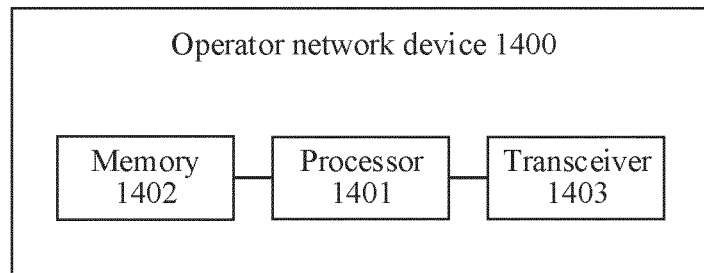 Operator network device 1400
Memory
1402
Processor
1401
Transceiver
1403